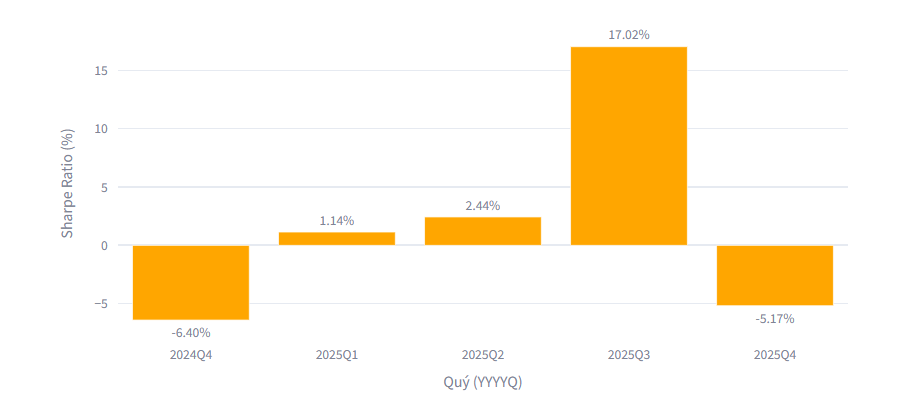 17.02%
15
10
5
0
−5
Sharpe Ratio (%)
1.14%
2.44%
-6.40%
-5.17%
2024Q4
2025Q1
2025Q2
2025Q3
2025Q4
Quý (YYYYQ)